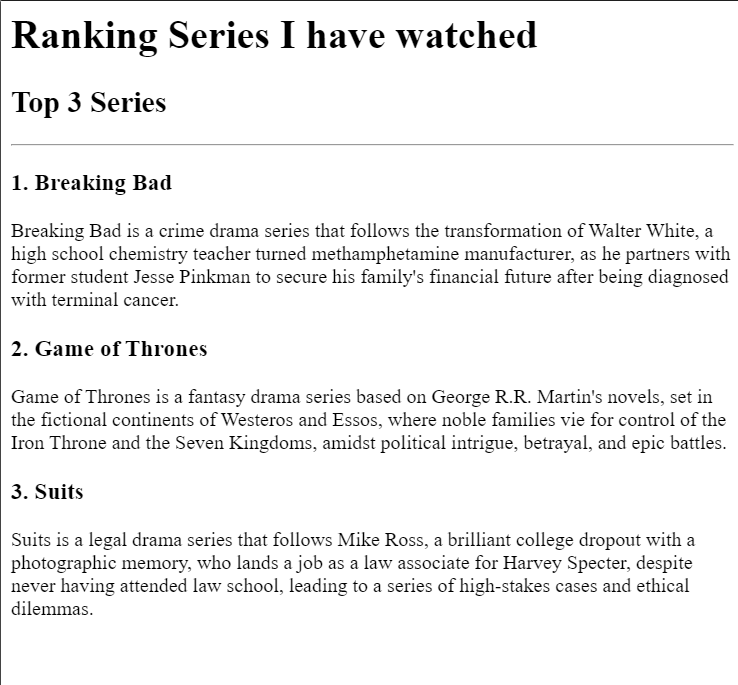 Ranking Series I have watched
Top 3 Series
1. Breaking Bad
Breaking Bad is a crime drama series that follows the transformation of Walter White, a
high school chemistry teacher turned methamphetamine manufacturer, as he partners with
former student Jesse Pinkman to secure his family's financial future after being diagnosed
with terminal cancer.
2. Game of Thrones
Game of Thrones is a fantasy drama series based on George R.R. Martin's novels, set in
the fictional continents of Westeros and Essos, where noble families vie for control of the
Iron Throne and the Seven Kingdoms, amidst political intrigue, betrayal, and epic battles.
3. Suits
Suits is a legal drama series that follows Mike Ross, a brilliant college dropout with a
photographic memory, who lands a job as a law associate for Harvey Specter, despite
never having attended law school, leading to a series of high-stakes cases and ethical
dilemmas.